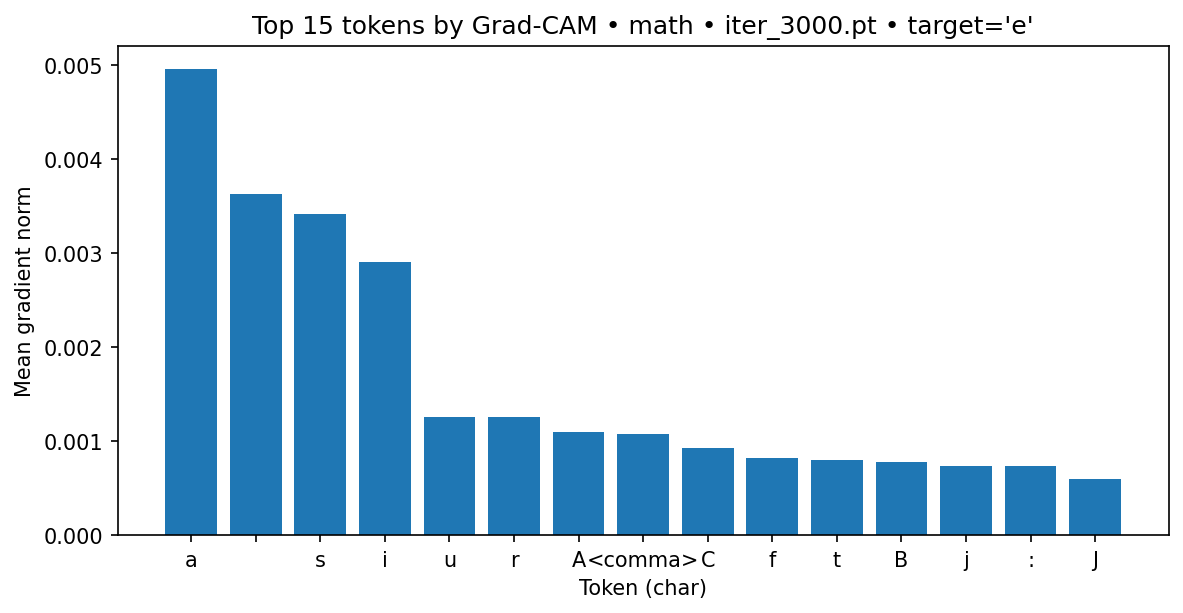 Top 15 tokens by Grad-CAM • math • iter_3000.pt • target='e'
Mean gradient norm
0.005
0.004
0.003
0.002
0.001
0.000
a s i u r A <comma> C f t B j : J
Token (char)